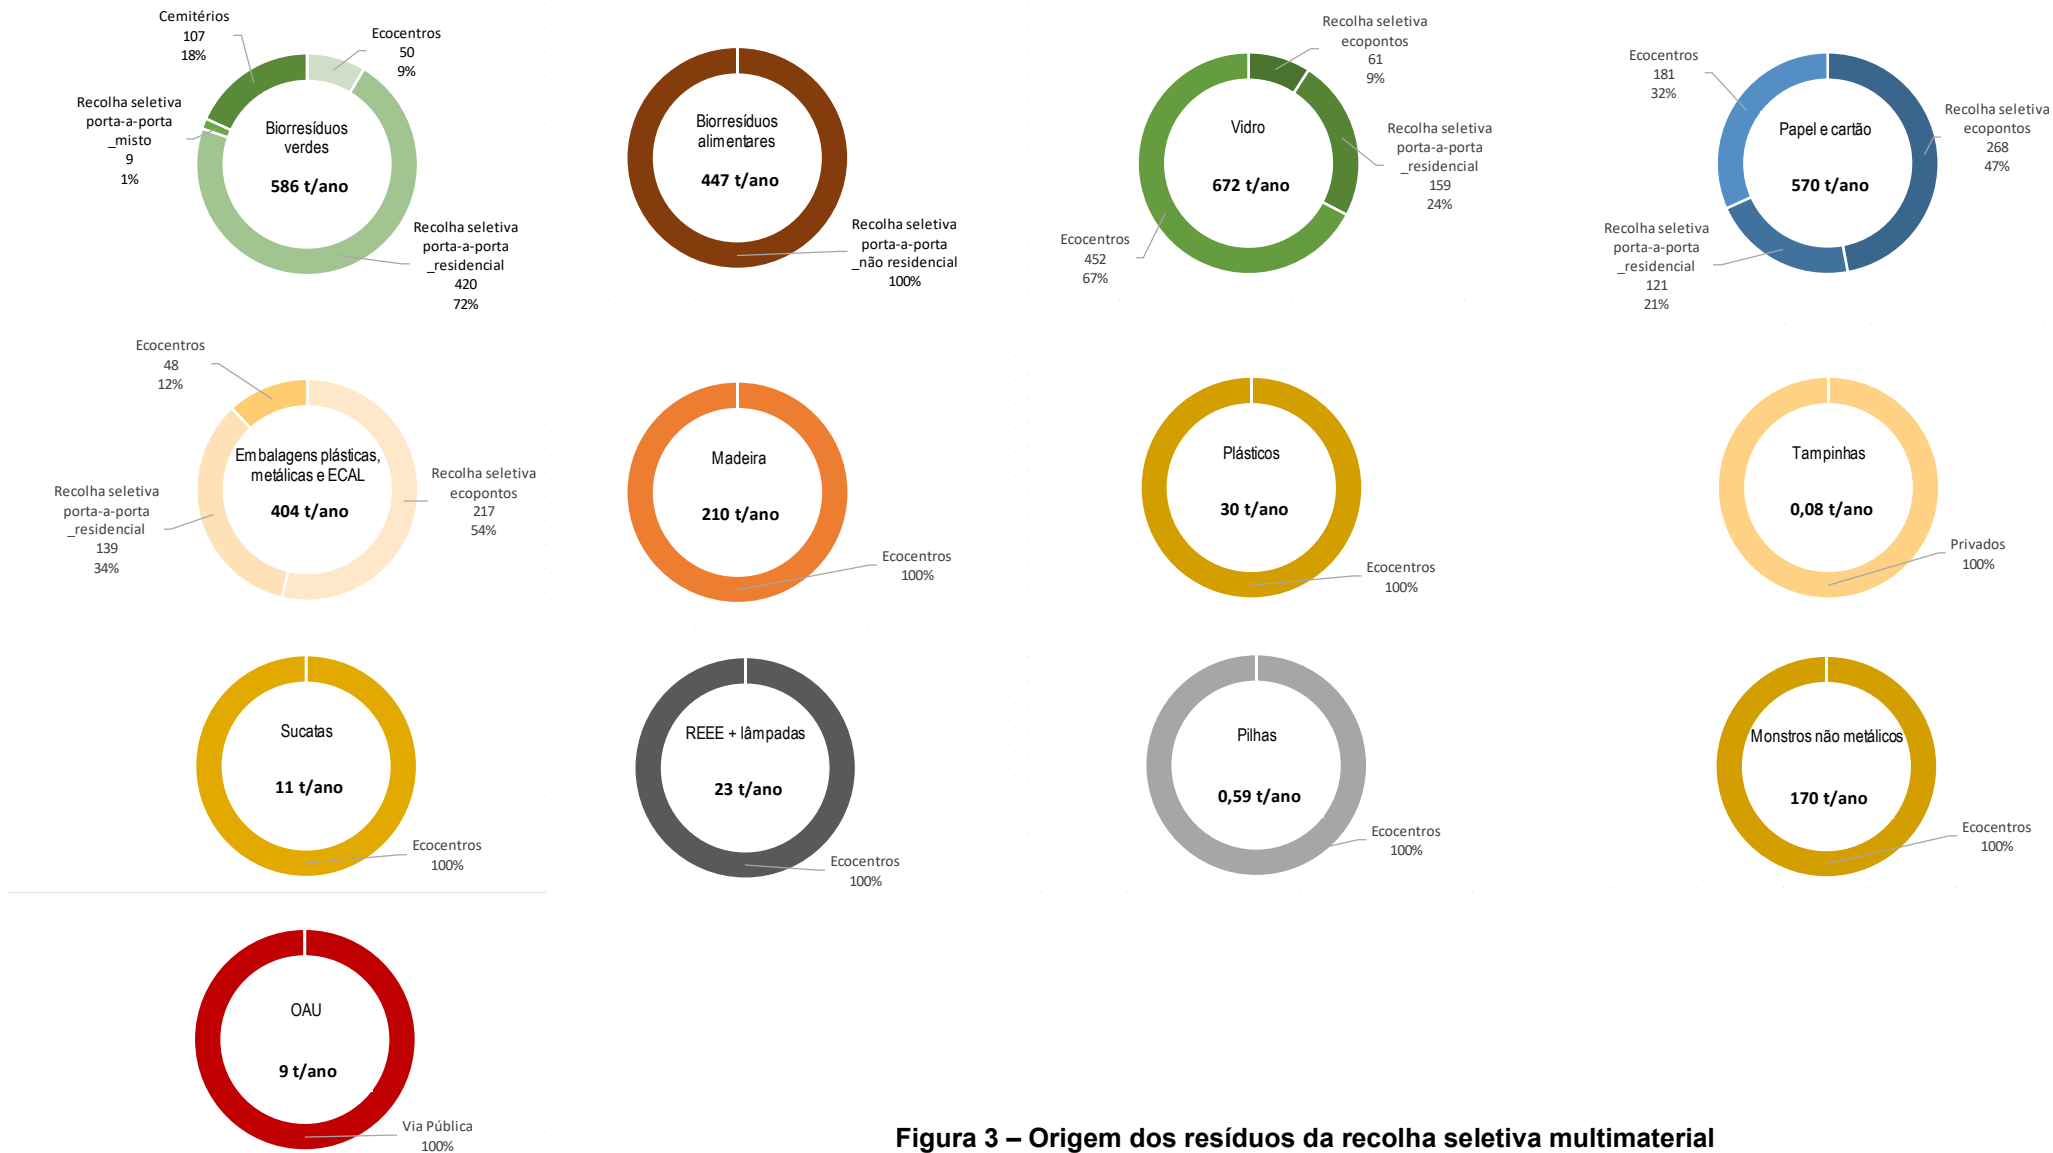 Cemitérios
107
18%
Ecocentros
50
9%
Recolha seletiva
porta-a-porta
_misto
9
1%
Biorresíduos
verdes
586 t/ano
Recolha seletiva
porta-a-porta
_residencial
420
72%
Biorresíduos
alimentares
447 t/ano
Recolha seletiva
porta-a-porta
_não residencial
100%
Recolha seletiva
ecopontos
61
9%
Vidro
672 t/ano
Recolha seletiva
porta-a-porta
_residencial
159
24%
Ecocentros
452
67%
Ecocentros
181
32%
Papel e cartão
570 t/ano
Recolha seletiva
ecopontos
268
47%
Recolha seletiva
porta-a-porta
_residencial
121
21%
Ecocentros
48
12%
Embalagens plásticas,
metálicas e ECAL
404 t/ano
Recolha seletiva
ecopontos
217
54%
Recolha seletiva
porta-a-porta
_residencial
139
34%
Madeira
210 t/ano
Ecocentros
100%
Plásticos
30 t/ano
Ecocentros
100%
Tampinhas
0,08 t/ano
Privados
100%
Sucatas
11 t/ano
Ecocentros
100%
REEE + lâmpadas
23 t/ano
Ecocentros
100%
Pilhas
0,59 t/ano
Ecocentros
100%
Monstros não metálicos
170 t/ano
Ecocentros
100%
OAU
9 t/ano
Via Pública
100%
Figura 3 – Origem dos resíduos da recolha seletiva multimaterial